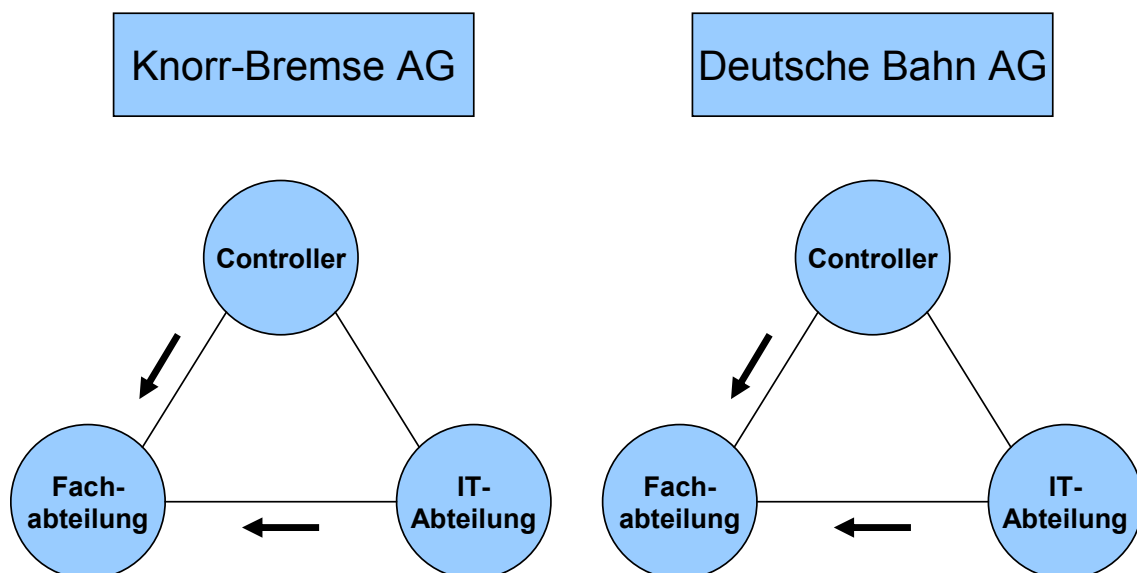 Knorr-Bremse AG
Deutsche Bahn AG
Controller
Controller
Fach-
abteilung
IT-
Abteilung
Fach-
abteilung
IT-
Abteilung